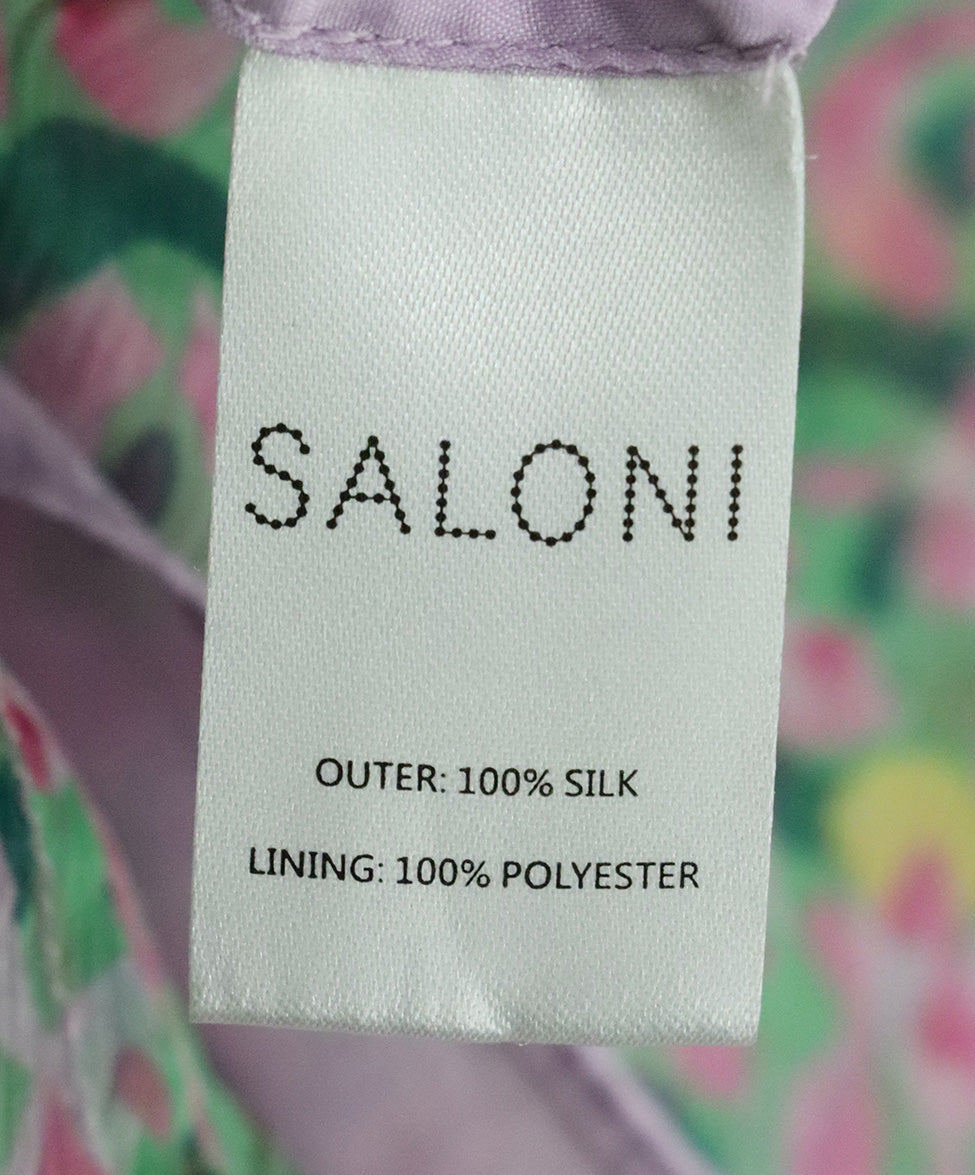 SALONI
OUTER: 100% SILK
LINING: 100% POLYESTER